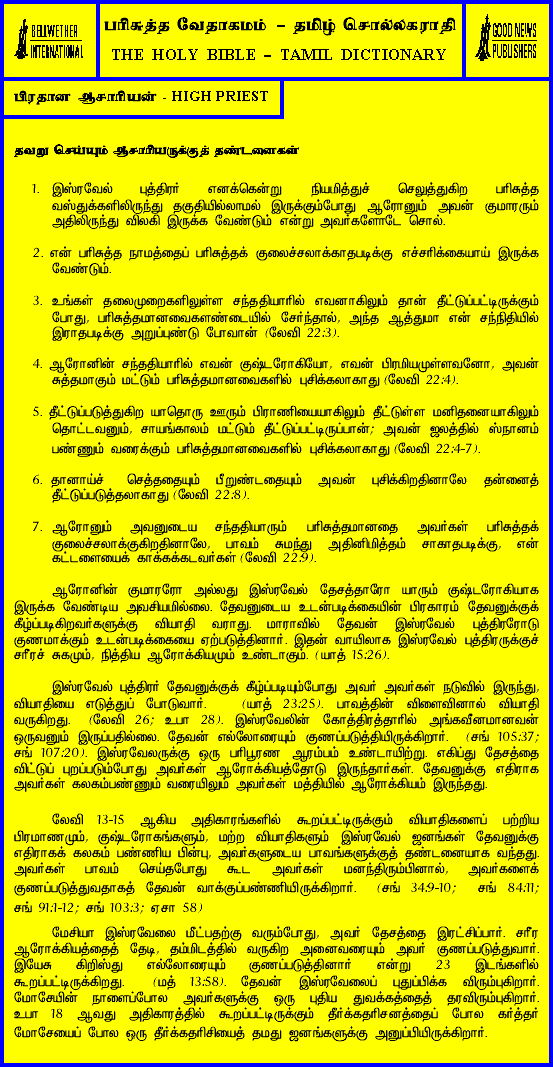 BELLWETHER
INTERNATIONAL
பரிசுத்த வேதாகமம் – தமிழ் சொல்லகராதி
THE HOLY BIBLE – TAMIL DICTIONARY
GOOD NEWS
PUBLISHERS
பிரதான ஆசாரியன் - HIGH PRIEST
தவறு செய்யும் ஆசாரியருக்குத் தண்டனைகள்
1. இஸ்ரவேல் புத்திரர் எனக்கென்று நியமித்துச் செலுத்துகிற பரிசுத்த
வஸ்துக்களிலிருந்து தகுதியில்லாமல் இருக்கும்போது ஆரோனும் அவன் குமாரரும்
அதிலிருந்து விலகி இருக்க வேண்டும் என்று அவர்களோடே சொல்.
2. என் பரிசுத்த நாமத்தைப் பரிசுத்தக் குலைச்சலாக்காதபடிக்கு எச்சரிக்கையாய் இருக்க
வேண்டும்.
3. உங்கள் தலைமுறைகளிலுள்ள சந்ததியாரில் எவனாகிலும் தான் தீட்டுப்பட்டிருக்கும்
போது, பரிசுத்தமானவைகளண்டையில் சேர்ந்தால், அந்த ஆத்துமா என் சந்நிதியில்
இராதபடிக்கு அறுப்புண்டு போவான் (லேவி 22:3).
4. ஆரோனின் சந்ததியாரில் எவன் குஷ்டரோகியோ, எவன் பிரமியமுள்ளவனோ, அவன்
சுத்தமாகும் மட்டும் பரிசுத்தமானவைகளில் புசிக்கலாகாது (லேவி 22:4).
5. தீட்டுப்படுத்துகிற யாதொரு ஊரும் பிராணியையாகிலும் தீட்டுள்ள மனிதனையாகிலும்
தொட்டவனும், சாயங்காலம் மட்டும் தீட்டுப்பட்டிருப்பான்; அவன் ஜலத்தில் ஸ்நானம்
பண்ணும் வரைக்கும் பரிசுத்தமானவைகளில் புசிக்கலாகாது (லேவி 22:4-7).
6. தானாய்ச் செத்ததையும் பீறுண்டதையும் அவன் புசிக்கிறதினாலே தன்னைத்
தீட்டுப்படுத்தலாகாது (லேவி 22:8).
7. ஆரோனும் அவனுடைய சந்ததியாரும் பரிசுத்தமானதை அவர்கள் பரிசுத்தக்
குலைச்சலாக்குகிறதினாலே, பாவம் சுமந்து அதினிமித்தம் சாகாதபடிக்கு, என்
கட்டளையைக் காக்கக்கடவர்கள் (லேவி 22:9).
ஆரோனின் குமாரரோ அல்லது இஸ்ரவேல் தேசத்தாரோ யாரும் குஷ்டரோகியாக
இருக்க வேண்டிய அவசியமில்லை. தேவனுடைய உடன்படிக்கையின் பிரகாரம் தேவனுக்குக்
கீழ்ப்படிகிறவர்களுக்கு வியாதி வராது. மாராவில் தேவன் இஸ்ரவேல் புத்திரரோடு
குணமாக்கும் உடன்படிக்கையை ஏற்படுத்தினார். இதன் வாயிலாக இஸ்ரவேல் புத்திரருக்குச்
சரீரச் சுகமும், நித்திய ஆரோக்கியமும் உண்டாகும். (யாத் 15:26).
இஸ்ரவேல் புத்திரர் தேவனுக்குக் கீழ்ப்படியும்போது அவர் அவர்கள் நடுவில் இருந்து,
வியாதியை எடுத்துப் போடுவார். (யாத் 23:25). பாவத்தின் விளைவினால் வியாதி
வருகிறது. (லேவி 26; உபா 28). இஸ்ரவேலின் கோத்திரத்தாரில் அங்கவீனமானவன்
ஒருவனும் இருப்பதில்லை. தேவன் எல்லோரையும் குணப்படுத்தியிருக்கிறார். (சங் 105:37;
சங் 107:20). இஸ்ரவேலருக்கு ஒரு பரிபூரண ஆரம்பம் உண்டாயிற்று. எகிப்து தேசத்தை
விட்டுப் புறப்படும்போது அவர்கள் ஆரோக்கியத்தோடு இருந்தார்கள். தேவனுக்கு எதிராக
அவர்கள் கலகம்பண்ணும் வரையிலும் அவர்கள் மத்தியில் ஆரோக்கியம் இருந்தது.
லேவி 13-15 ஆகிய அதிகாரங்களில் கூறப்பட்டிருக்கும் வியாதிகளைப் பற்றிய
பிரமாணமும், குஷ்டரோகங்களும், மற்ற வியாதிகளும் இஸ்ரவேல் ஜனங்கள் தேவனுக்கு
எதிராகக் கலகம் பண்ணிய பின்பு, அவர்களுடைய பாவங்களுக்குத் தண்டனையாக வந்தது.
அவர்கள் பாவம் செய்தபோது கூட அவர்கள் மனந்திரும்பினால், அவர்களைக்
குணப்படுத்துவதாகத் தேவன் வாக்குப்பண்ணியிருக்கிறார். (சங் 34:9-10; சங் 84:11;
சங் 91:1-12; சங் 103:3; ஏசா 58)
மேசியா இஸ்ரவேலை மீட்பதற்கு வரும்போது, அவர் தேசத்தை இரட்சிப்பார். சரீர
ஆரோக்கியத்தைத் தேடி, தம்மிடத்தில் வருகிற அனைவரையும் அவர் குணப்படுத்துவார்.
இயேசு கிறிஸ்து எல்லோரையும் குணப்படுத்தினார் என்று 23 இடங்களில்
கூறப்பட்டிருக்கிறது. (மத் 13:58). தேவன் இஸ்ரவேலைப் புதுப்பிக்க விரும்புகிறார்.
மோசேயின் நாளைப்போல அவர்களுக்கு ஒரு புதிய துவக்கத்தைத் தரவிரும்புகிறார்.
உபா 18 ஆவது அதிகாரத்தில் கூறப்பட்டிருக்கும் தீர்க்கதரிசனத்தைப் போல கர்த்தர்
மோசேயைப் போல ஒரு தீர்க்கதரிசியைத் தமது ஜனங்களுக்கு அனுப்பியிருக்கிறார்.